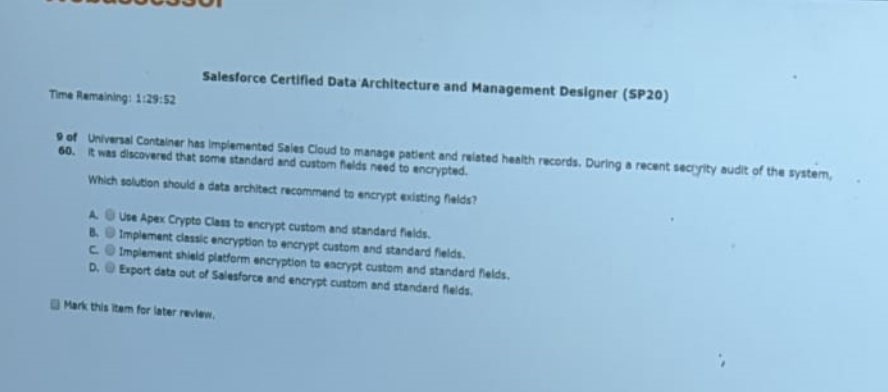 Salesforce Certified Data Architecture and Management Designer (SP20)
Time Remaining: 1:29:52
9 of Universal Container has implemented Sales Cloud to manage patient and related health records. During a recent security audit of the system,
60. it was discovered that some standard and custom fields need to encrypted.
Which solution should a data architect recommend to encrypt existing fields?
A. Use Apex Crypto Class to encrypt custom and standard fields.
B. Implement classic encryption to encrypt custom and standard fields.
C. Implement shield platform encryption to encrypt custom and standard fields.
D. Export data out of Salesforce and encrypt custom and standard fields.
Mark this item for later review.